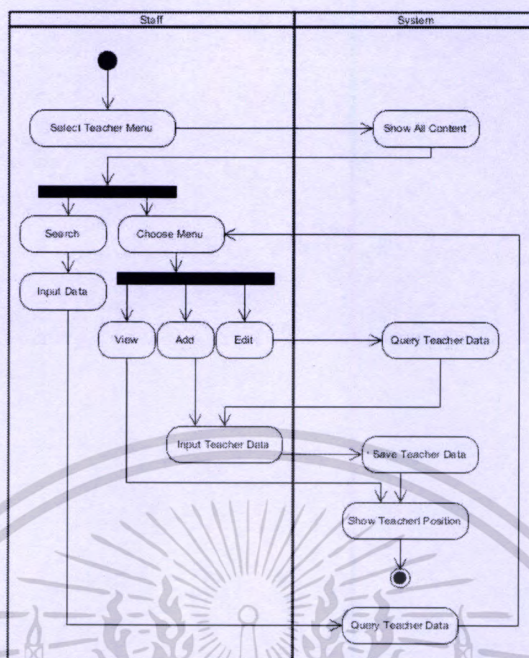 Staff
System
Select Teacher Menu
Show All Content
Search
Choose Menu
Input Data
View
Add
Edit
Query Teacher Data
Input Teacher Data
Save Teacher Data
Show Teacherl Position
Query Teacher Data